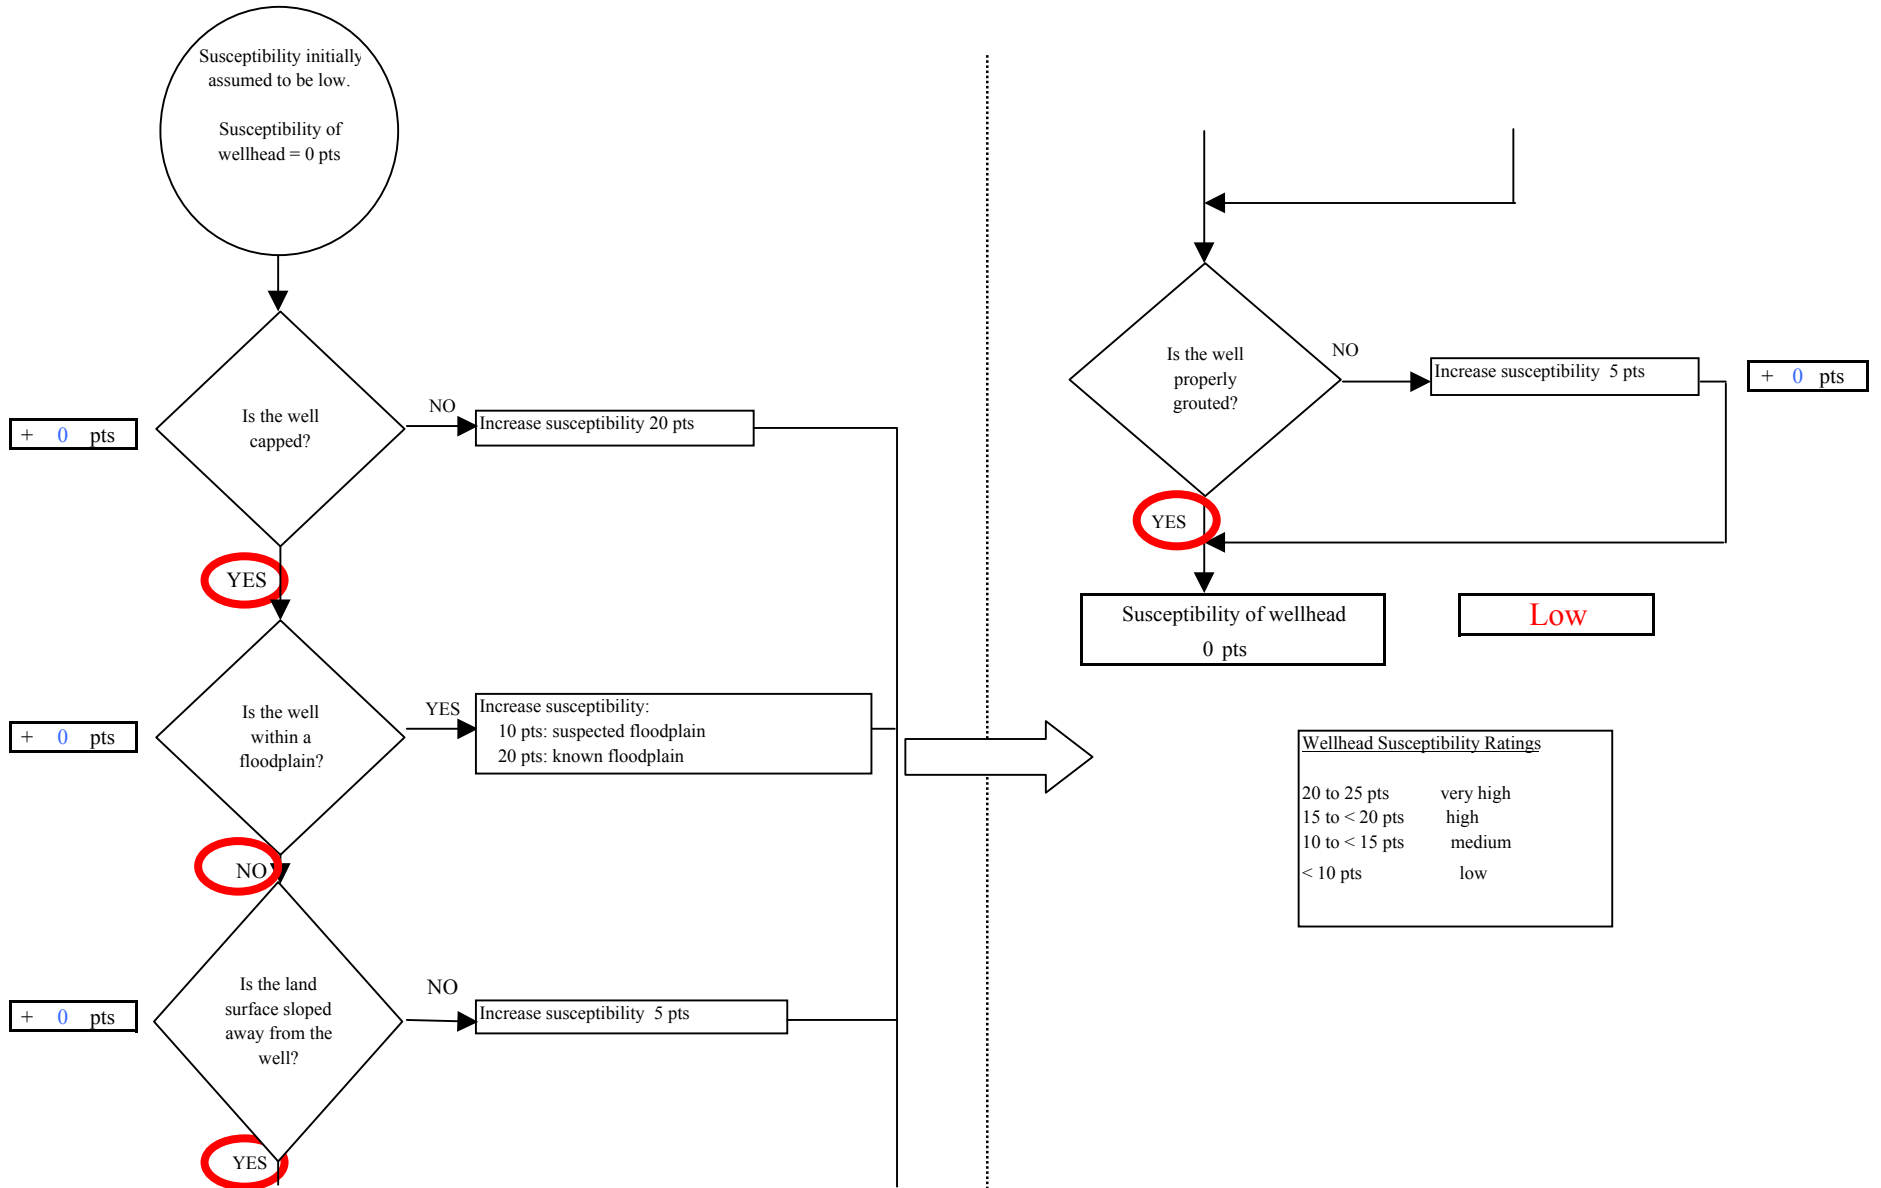 Susceptibility initially
assumed to be low.
Susceptibility of
wellhead = 0 pts
+ 0 pts
Is the well
capped?
NO
Increase susceptibility 20 pts
YES
+ 0 pts
Is the well
within a
floodplain?
YES
Increase susceptibility:
10 pts: suspected floodplain
20 pts: known floodplain
NO
+ 0 pts
Is the land
surface sloped
away from the
well?
NO
Increase susceptibility 5 pts
YES
Is the well
properly
grouted?
NO
Increase susceptibility 5 pts
+ 0 pts
YES
Susceptibility of wellhead
0 pts
Low
Wellhead Susceptibility Ratings
20 to 25 pts very high
15 to < 20 pts high
10 to < 15 pts medium
< 10 pts low